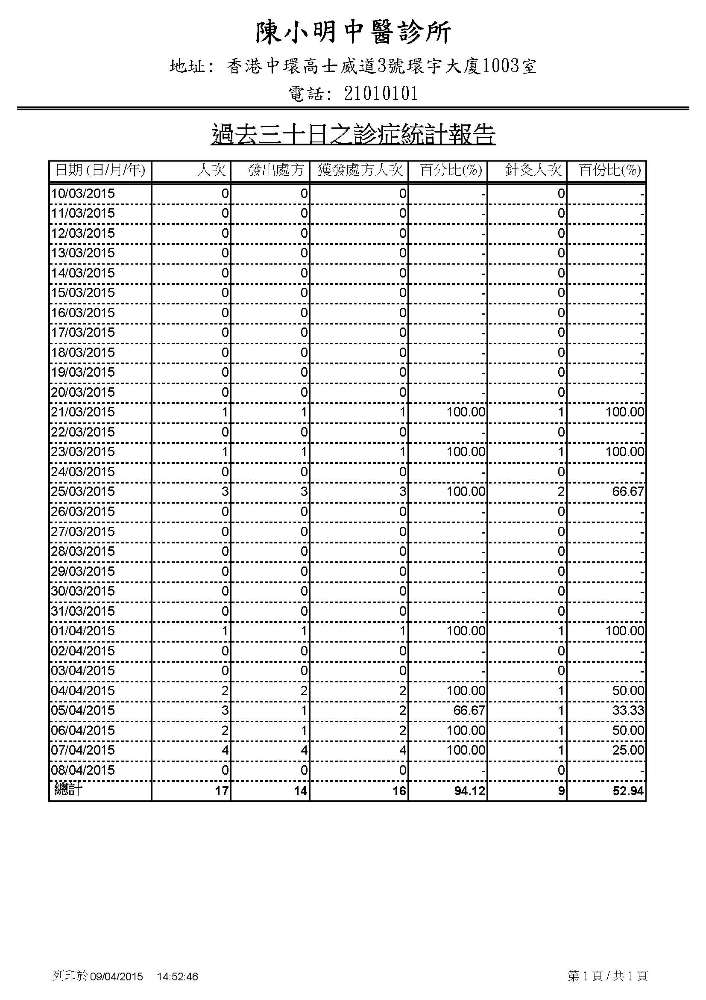 陳小明中醫診所
地址: 香港中環高士威道3號環宇大廈1003室
電話: 21010101
過去三十日之診症統計報告
日期 (日/月/年) 人次 發出處方 獲發處方人次 百分比(%) 針灸人次 百份比(%)
10/03/2015 0 0 0 - 0 -
11/03/2015 0 0 0 - 0 -
12/03/2015 0 0 0 - 0 -
13/03/2015 0 0 0 - 0 -
14/03/2015 0 0 0 - 0 -
15/03/2015 0 0 0 - 0 -
16/03/2015 0 0 0 - 0 -
17/03/2015 0 0 0 - 0 -
18/03/2015 0 0 0 - 0 -
19/03/2015 0 0 0 - 0 -
20/03/2015 0 0 0 - 0 -
21/03/2015 1 1 1 100.00 1 100.00
22/03/2015 0 0 0 - 0 -
23/03/2015 1 1 1 100.00 1 100.00
24/03/2015 0 0 0 - 0 -
25/03/2015 3 3 3 100.00 2 66.67
26/03/2015 0 0 0 - 0 -
27/03/2015 0 0 0 - 0 -
28/03/2015 0 0 0 - 0 -
29/03/2015 0 0 0 - 0 -
30/03/2015 0 0 0 - 0 -
31/03/2015 0 0 0 - 0 -
01/04/2015 1 1 1 100.00 1 100.00
02/04/2015 0 0 0 - 0 -
03/04/2015 0 0 0 - 0 -
04/04/2015 2 2 2 100.00 1 50.00
05/04/2015 3 1 2 66.67 1 33.33
06/04/2015 2 1 2 100.00 1 50.00
07/04/2015 4 4 4 100.00 1 25.00
08/04/2015 0 0 0 - 0 -
總計 17 14 16 94.12 9 52.94
列印於 09/04/2015 14:52:46 第 1 頁 / 共 1 頁